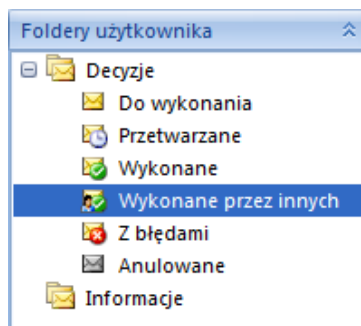 Foldery użytkownika
Decyzje
Do wykonania
Przetwarzane
Wykonane
Wykonane przez innych
Z błędami
Anulowane
Informacje